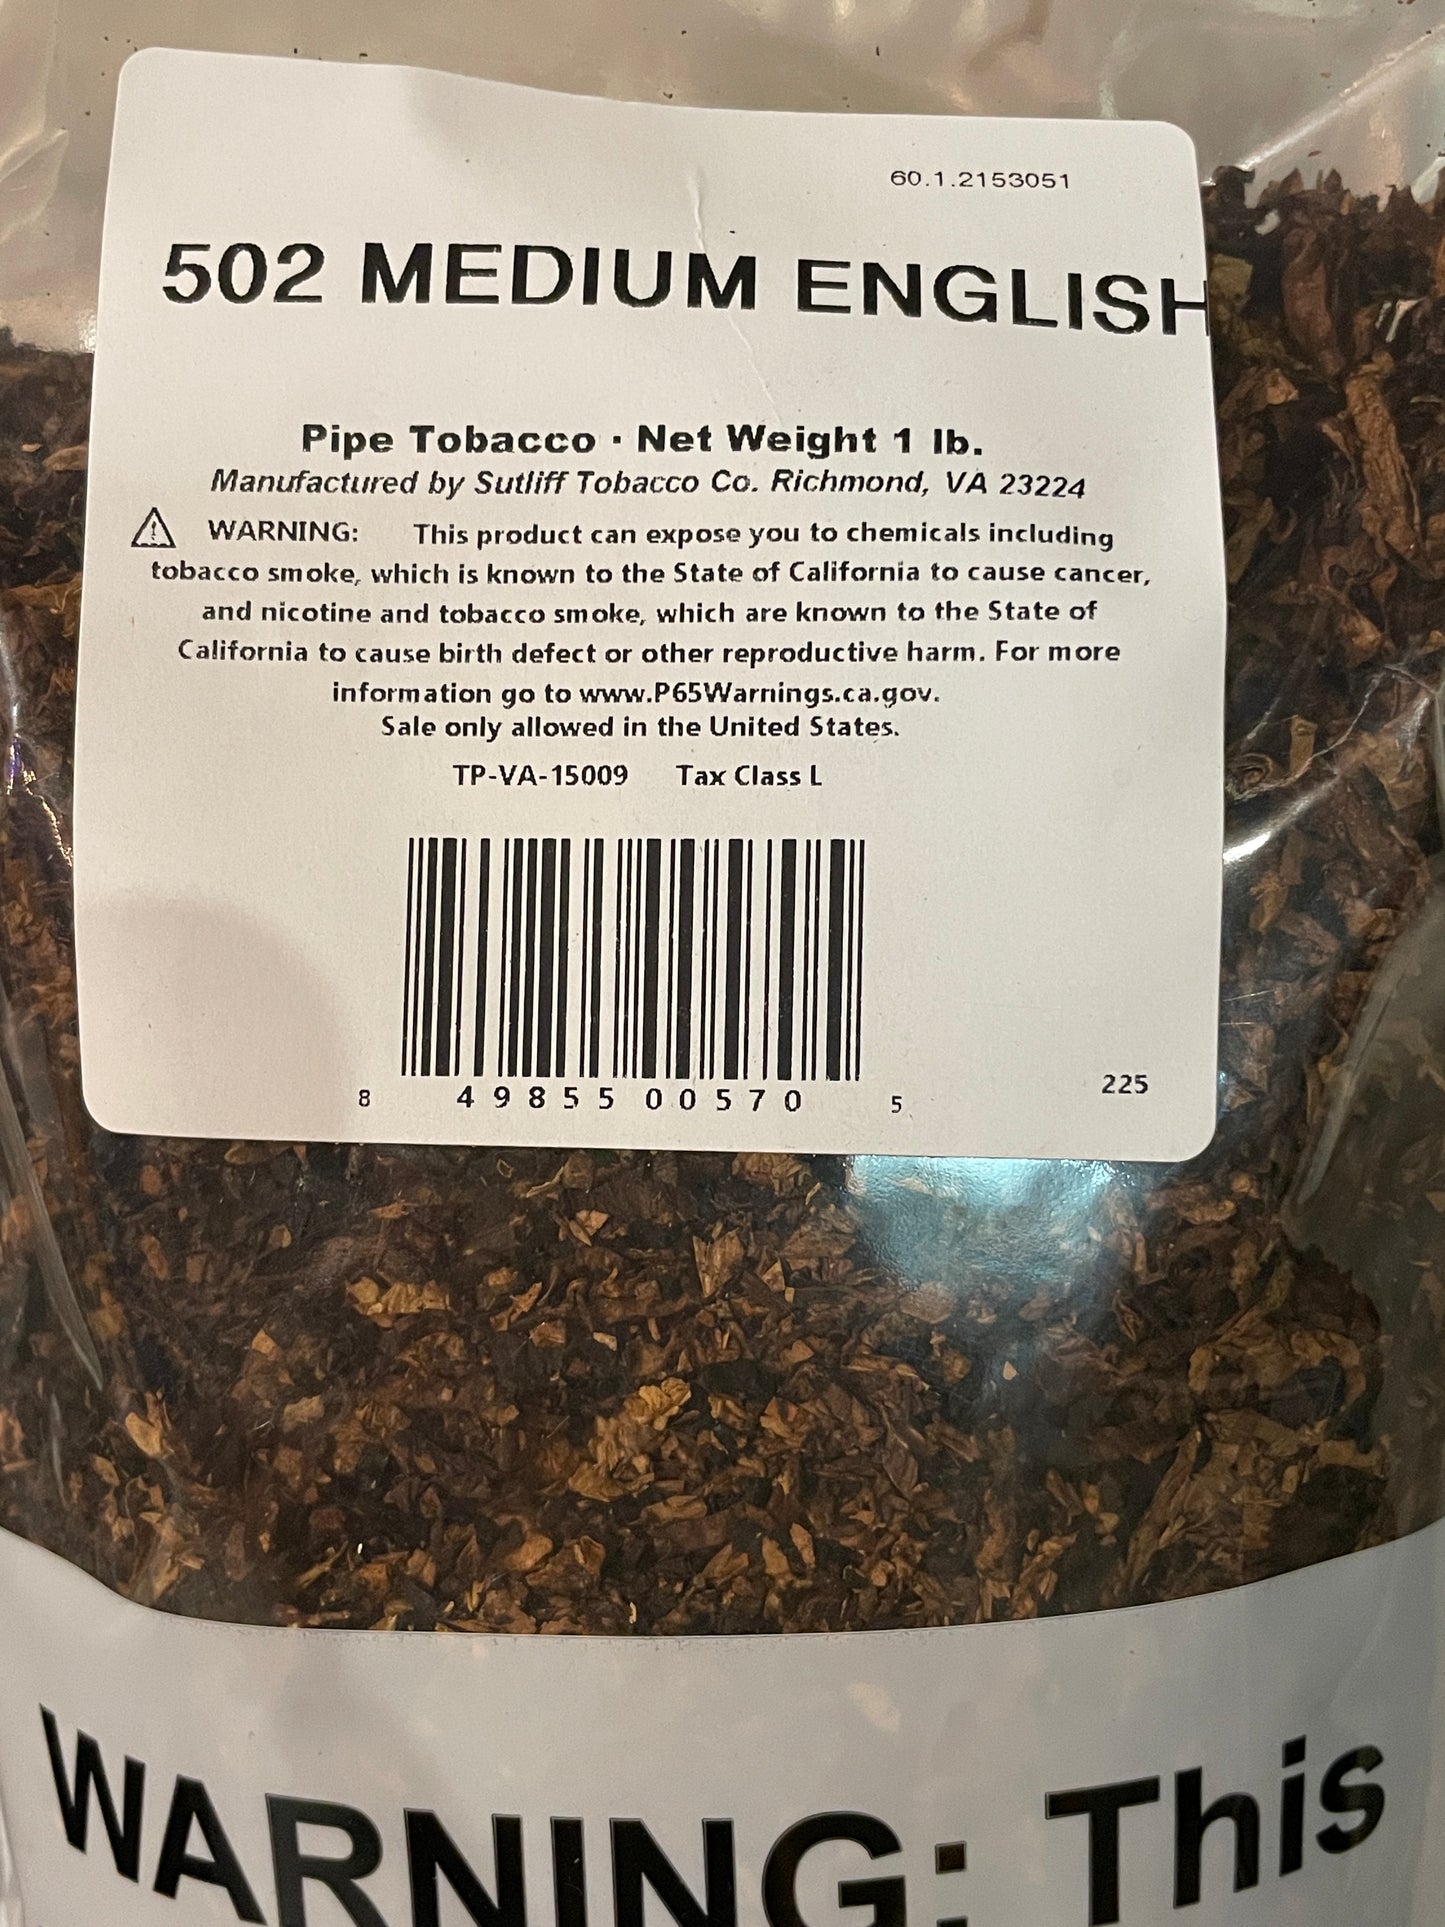 60.1.2153051
502 MEDIUM ENGLISH
Pipe Tobacco · Net Weight 1 lb.
Manufactured by Sutliff Tobacco Co. Richmond, VA 23224
WARNING: This product can expose you to chemicals including
tobacco smoke, which is known to the State of California to cause cancer,
and nicotine and tobacco smoke, which are known to the State of
California to cause birth defect or other reproductive harm. For more
information go to www.P65Warnings.ca.gov.
Sale only allowed in the United States.
TP-VA-15009 Tax Class L
8 49855 00570 5
225
WARNING: This